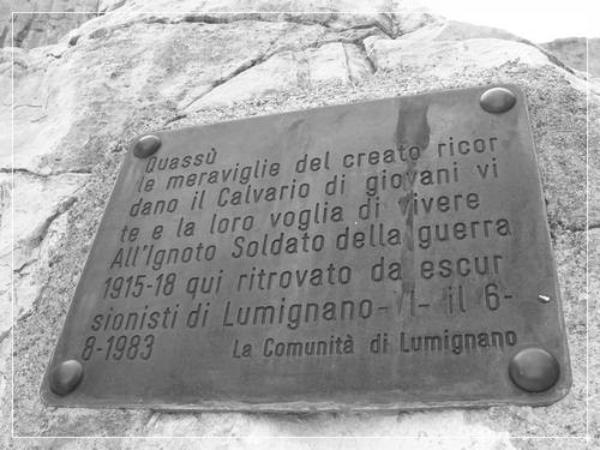 Quassù
le meraviglie del creato ricor
dano il Calvario di giovani vi
te e la loro voglia di vivere
All'Ignoto Soldato della guerra
1915-18 qui ritrovato da escur
sionisti di Lumignano- il 6-
8-1983 La Comunità di Lumignano